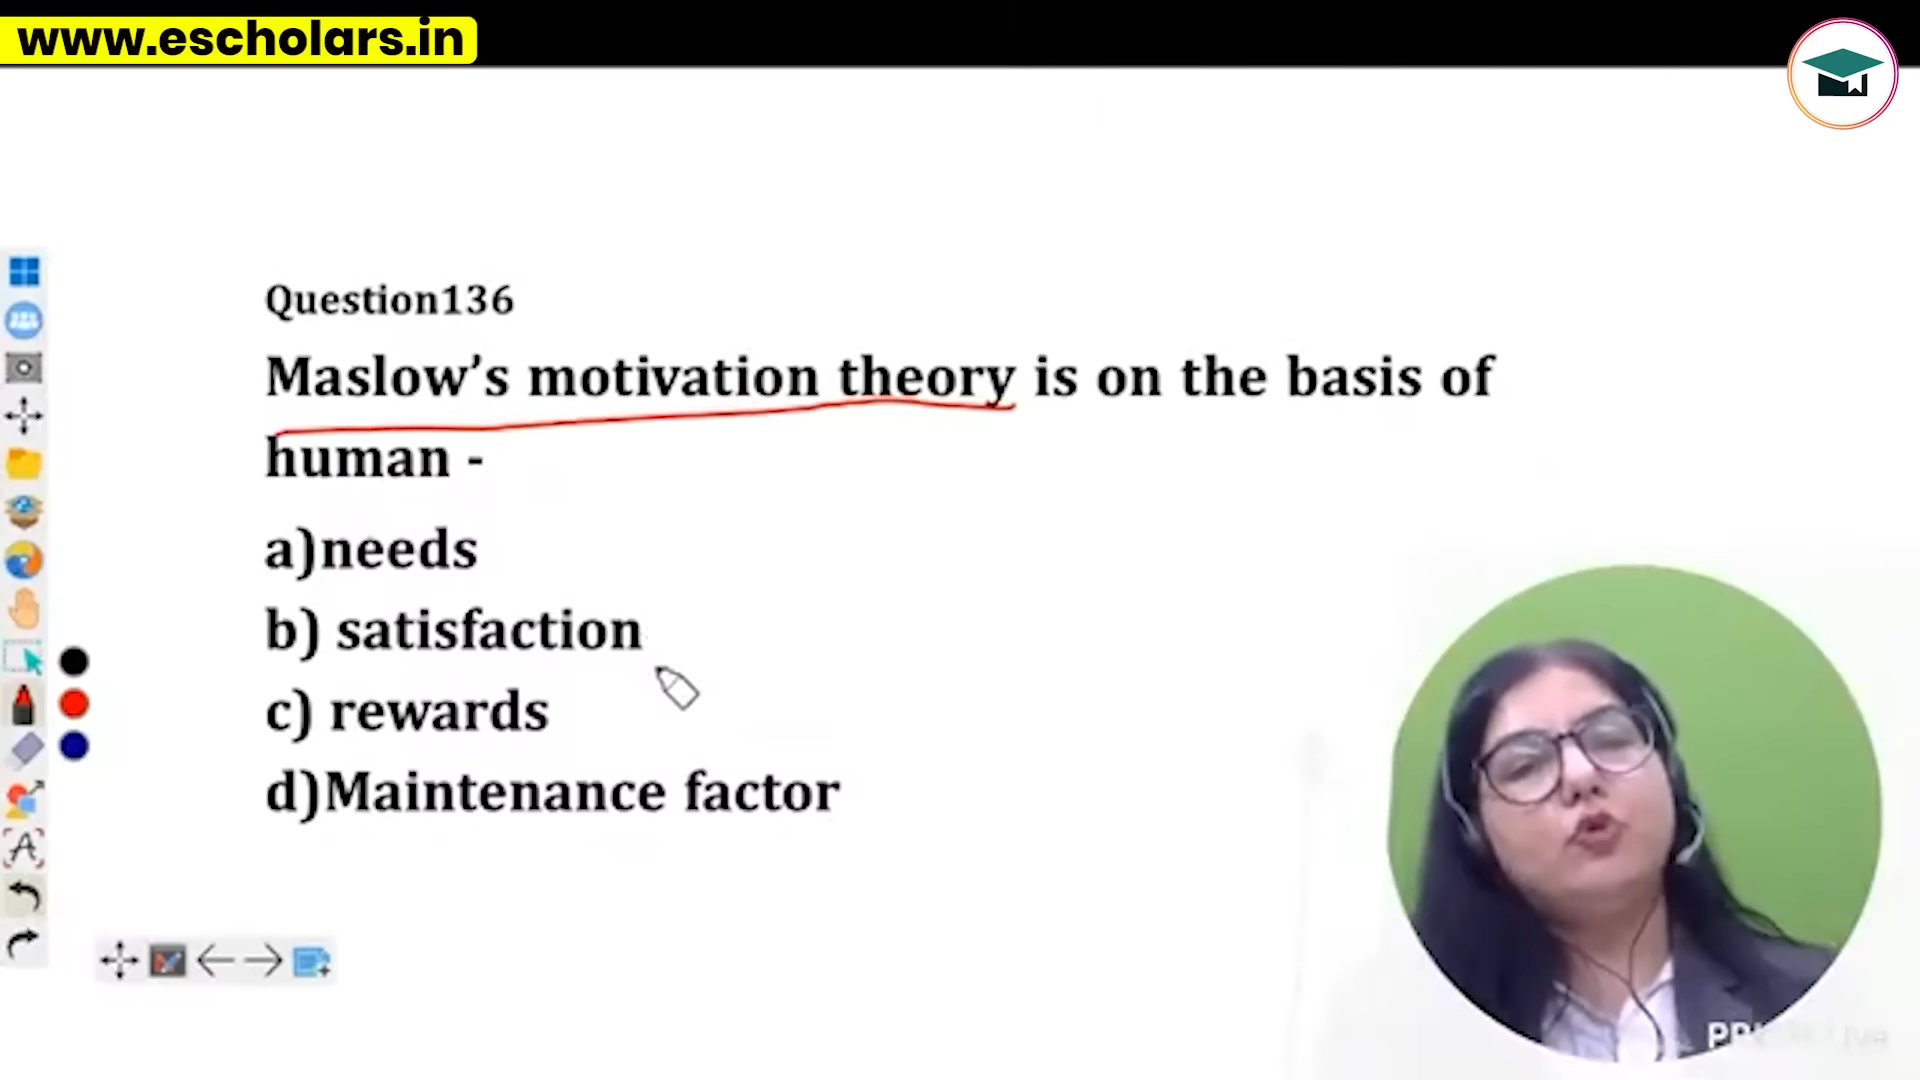 www.escholars.in
Question136
Maslow’s motivation theory is on the basis of
human -
a)needs
b) satisfaction
c) rewards
d)Maintenance factor